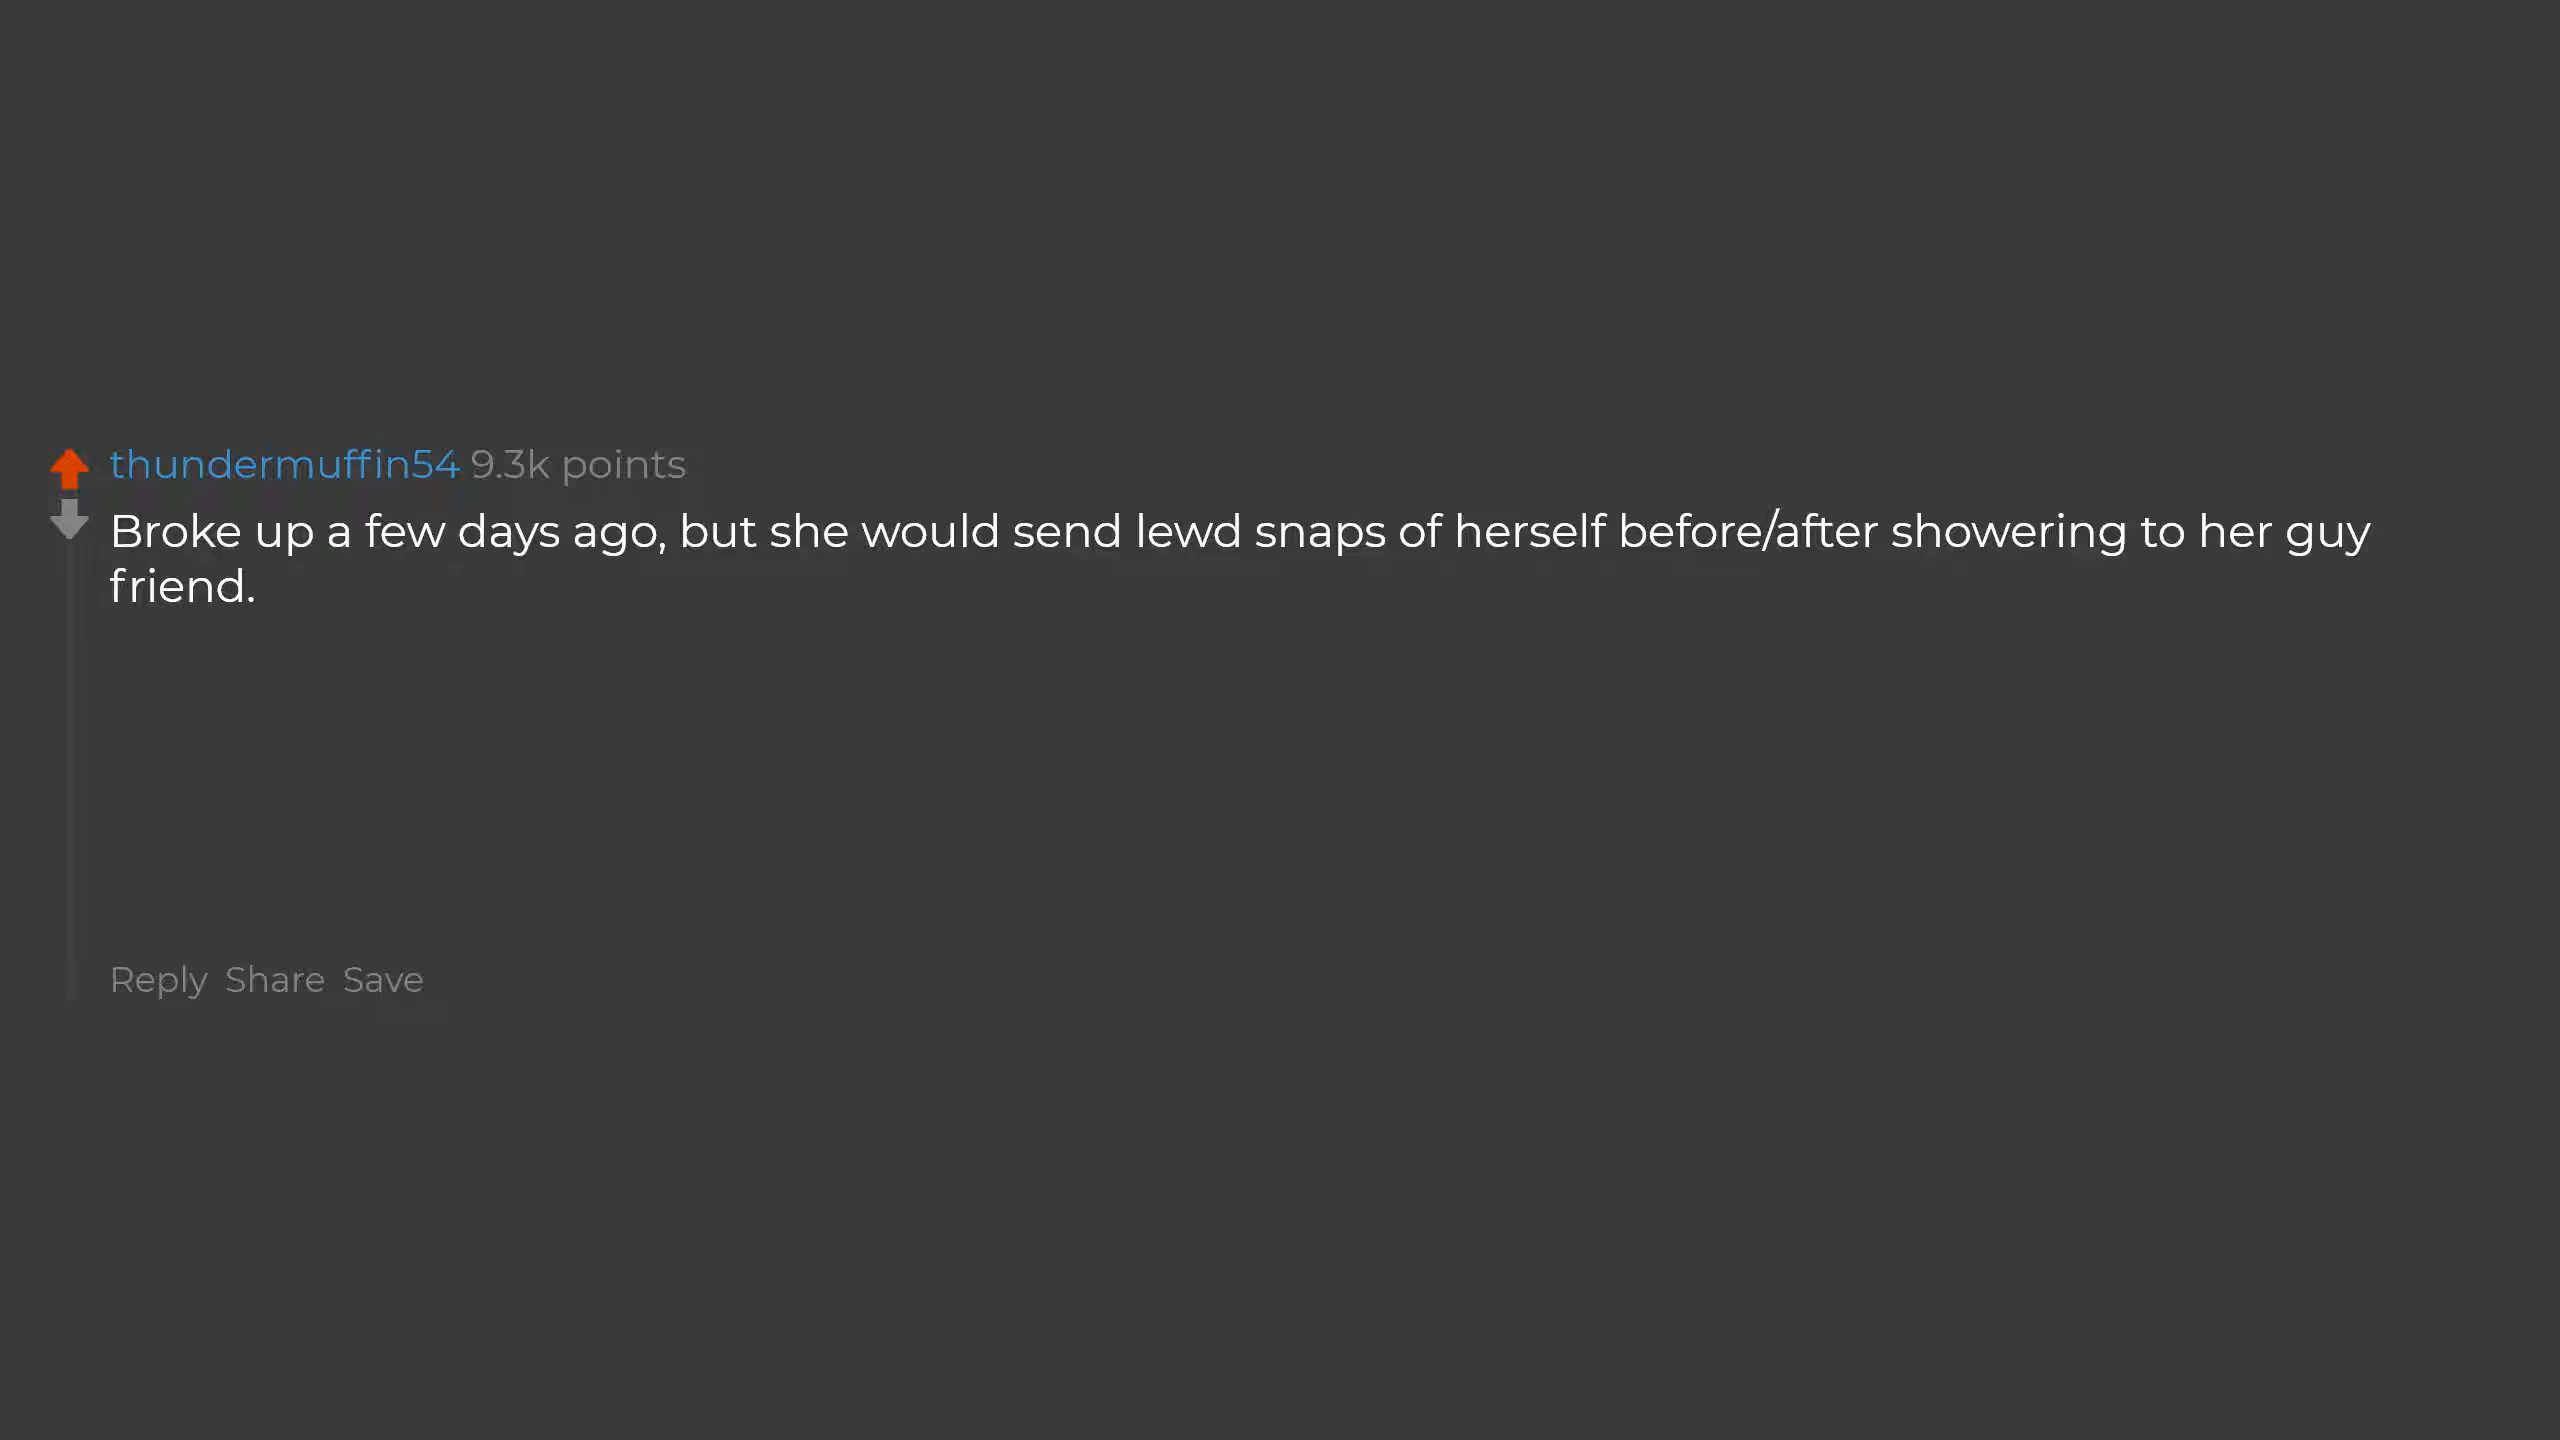 thundermuffin54 9.3k points
Broke up a few days ago, but she would send lewd snaps of herself before/after showering to her guy
friend.
Reply Share Save